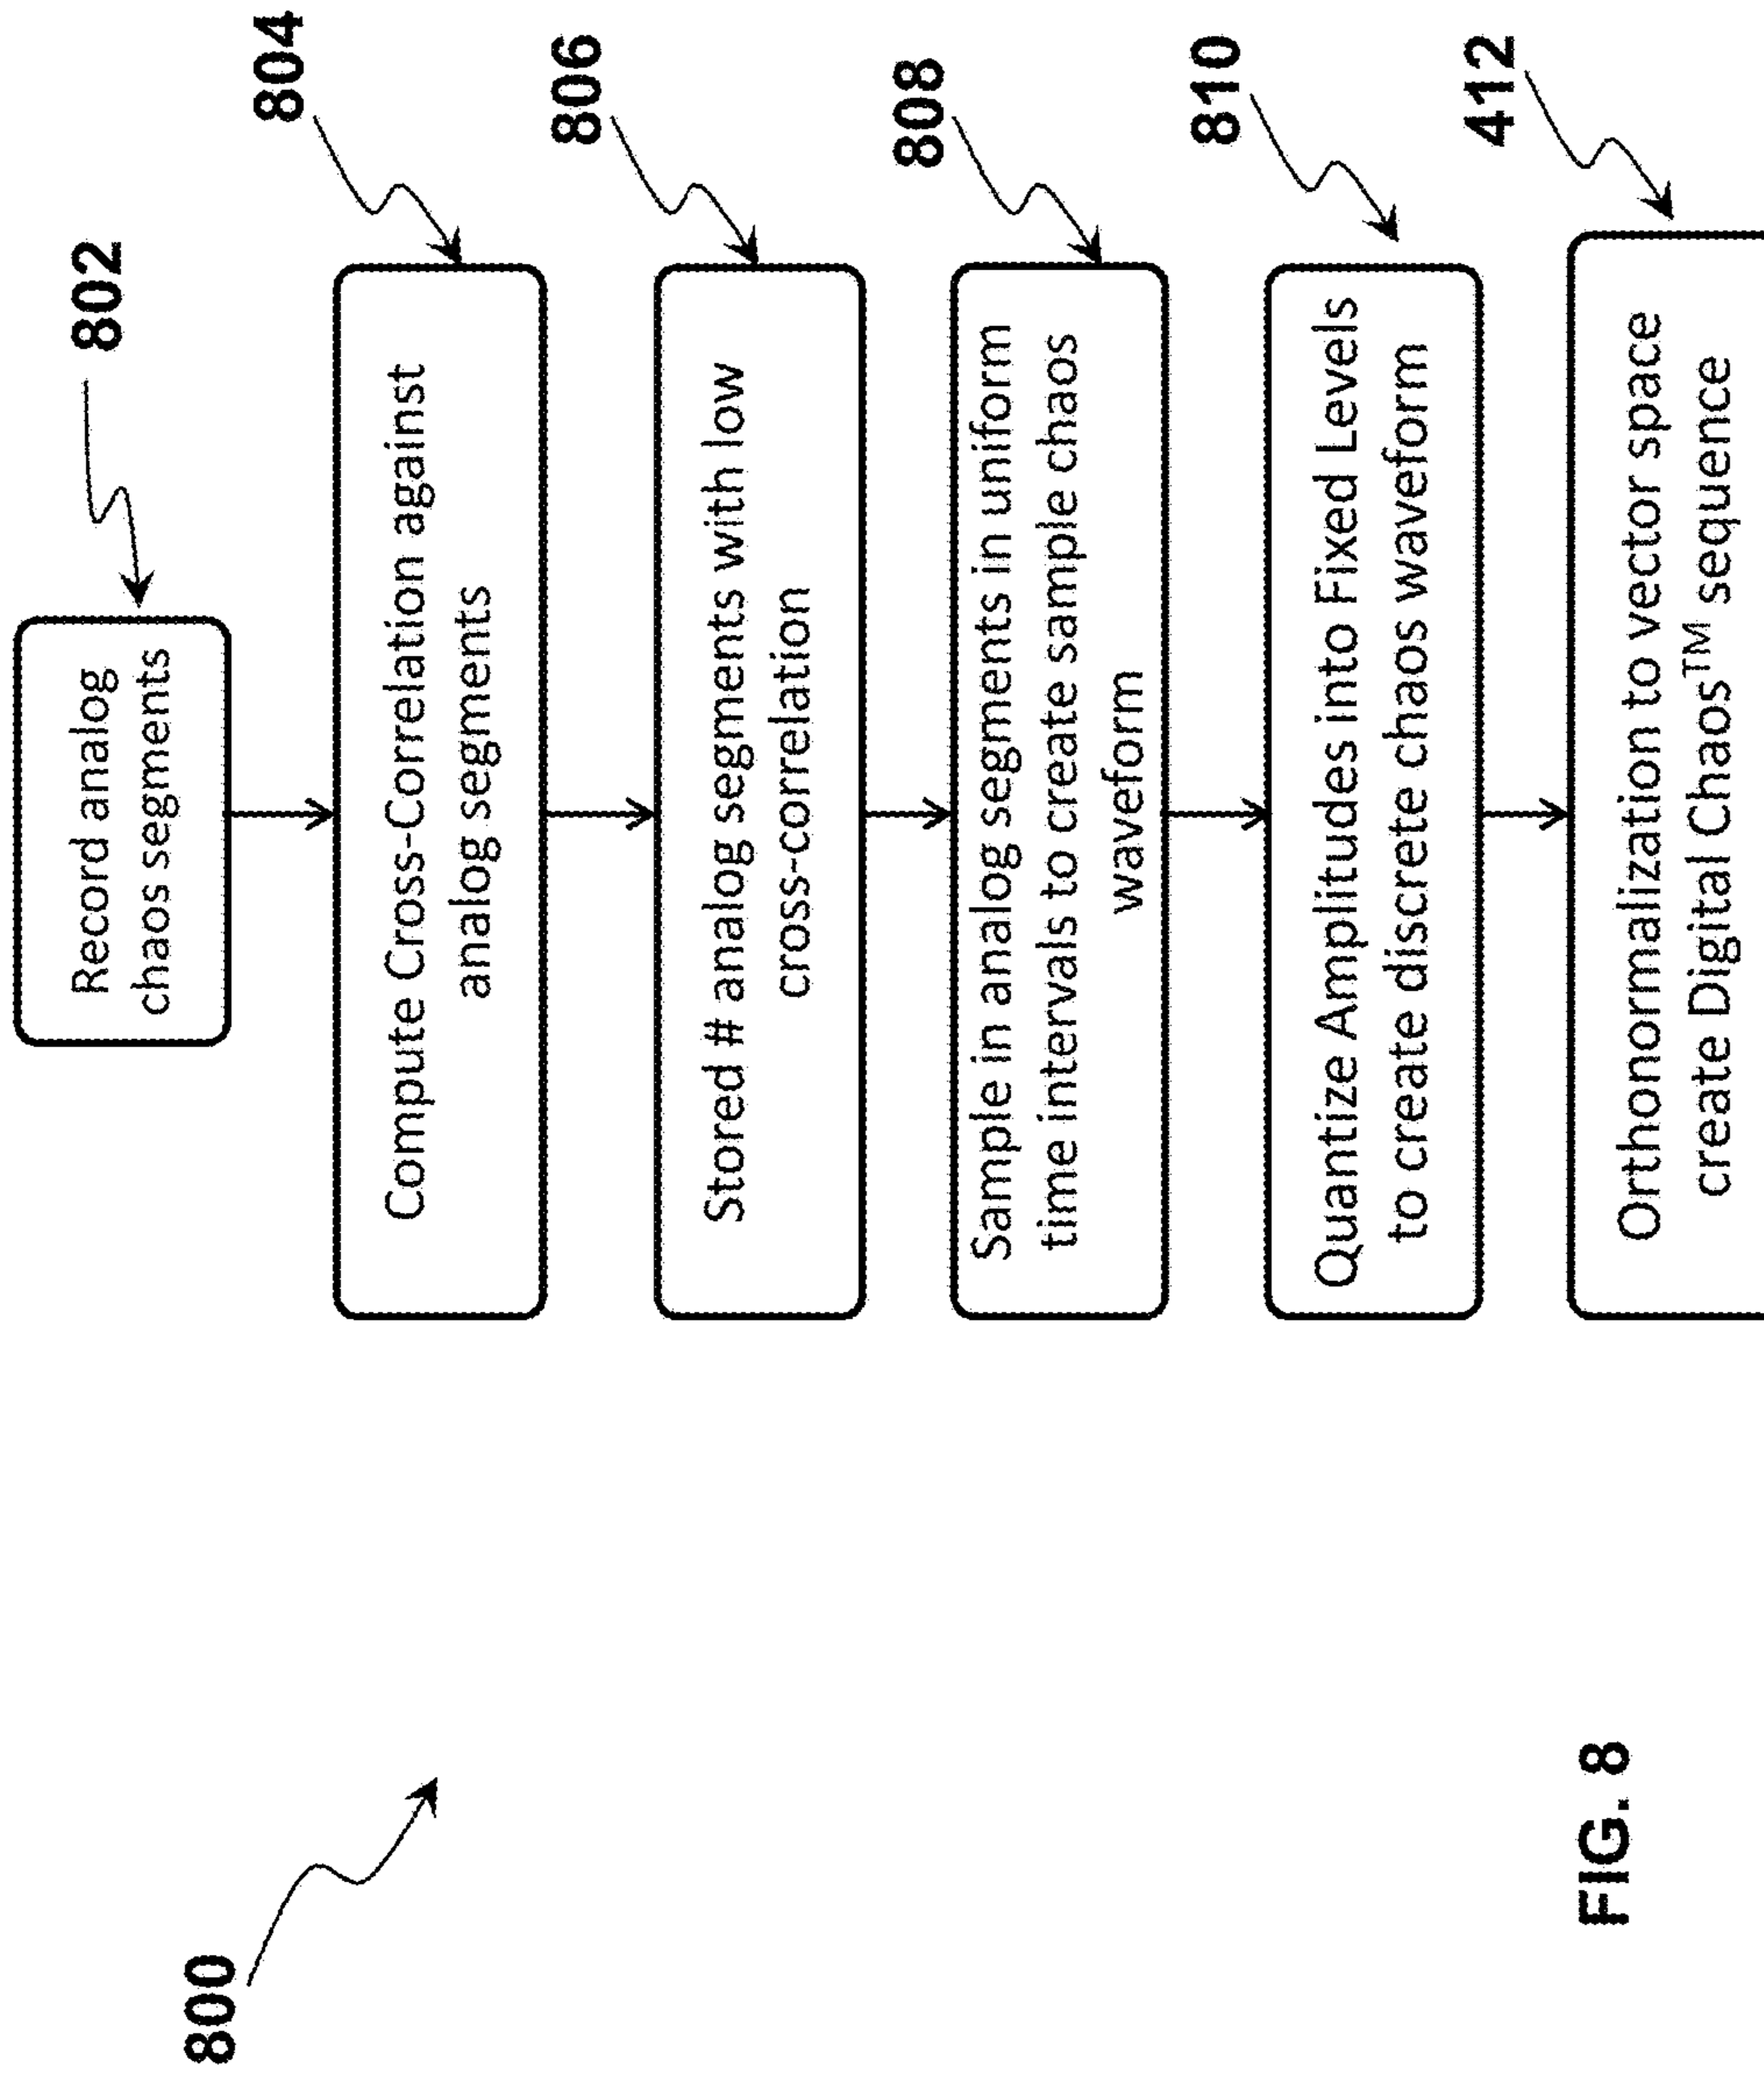 800
802
Record analog
chaos segments
804
Compute Cross-Correlation against
analog segments
806
Stored # analog segments with low
cross-correlation
808
Sample in analog segments in uniform
time intervals to create sample chaos
waveform
810
Quantize Amplitudes into Fixed Levels
to create discrete chaos waveform
412
Orthonormalization to vector space
create Digital Chaos™ sequence
FIG. 8